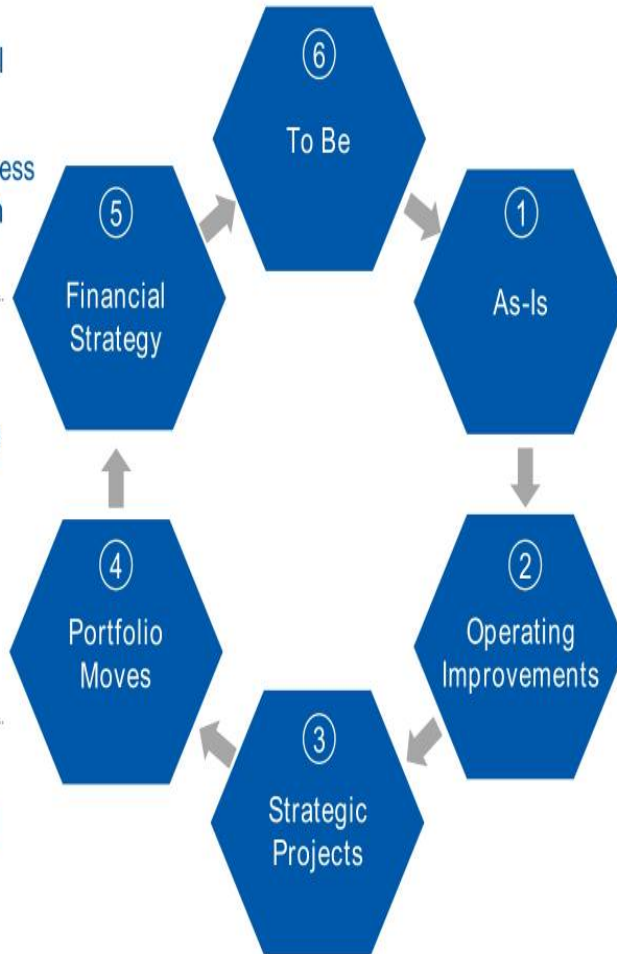 6
To Be
1
As-Is
2
Operating
Improvements
3
Strategic
Projects
4
Portfolio
Moves
5
Financial
Strategy